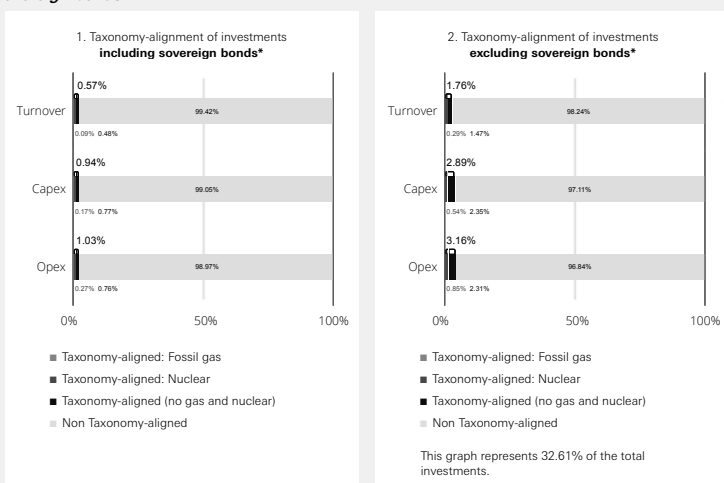 1. Taxonomy-alignment of investments
including sovereign bonds*
0.57%
Turnover
99.42%
0.09% 0.48%
0.94%
Capex
99.05%
0.17% 0.77%
1.03%
Opex
98.97%
0.27% 0.76%
0%
50%
100%
Taxonomy-aligned: Fossil gas
Taxonomy-aligned: Nuclear
Taxonomy-aligned (no gas and nuclear)
Non Taxonomy-aligned
2. Taxonomy-alignment of investments
excluding sovereign bonds*
1.76%
Turnover
98.24%
0.29% 1.47%
2.89%
Capex
97.11%
0.54% 2.35%
3.16%
Opex
96.84%
0.85% 2.31%
0%
50%
100%
Taxonomy-aligned: Fossil gas
Taxonomy-aligned: Nuclear
Taxonomy-aligned (no gas and nuclear)
Non Taxonomy-aligned
This graph represents 32.61% of the total
investments.